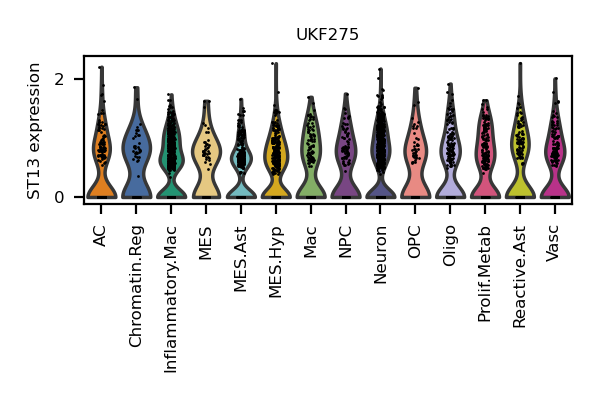 UKF275
ST13 expression
2
0
AC
Chromatin.Reg
Inflammatory.Mac
MES
MES.Ast
MES.Hyp
Mac
NPC
Neuron
OPC
Oligo
Prolif.Metab
Reactive.Ast
Vasc